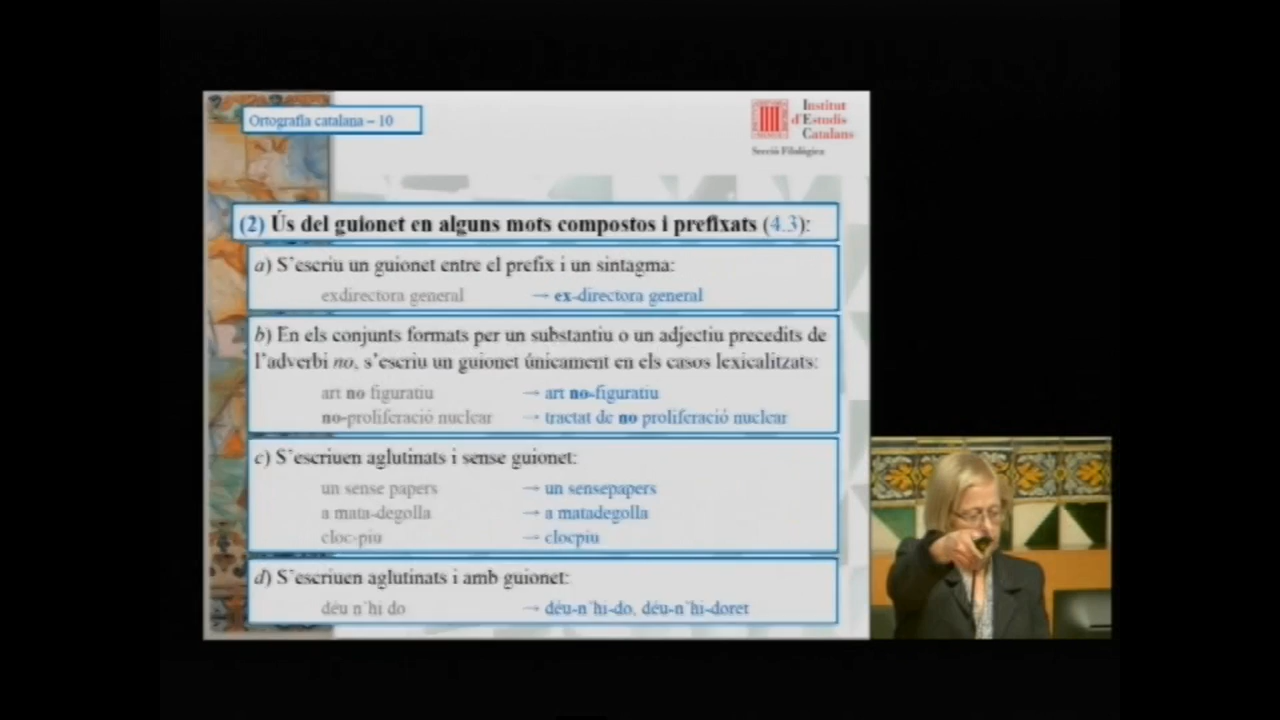 Ortografia catalana – 10
Institut
d'Estudis
Catalans
Secció Filològica
(2) Ús del guionet en alguns mots compostos i prefixats (4.3):
a) S'escriu un guionet entre el prefix i un sintagma:
exdirectora general → ex-directora general
b) En els conjunts formats per un substantiu o un adjectiu precedits de
l'adverbi no, s'escriu un guionet únicament en els casos lexicalitzats:
art no figuratiu → art no-figuratiu
no-proliferació nuclear → tractat de no proliferació nuclear
c) S'escriuen aglutinats i sense guionet:
un sense papers → un sensepapers
a mata-degolla → a matadegolla
cloc-piu → clocpiu
d) S'escriuen aglutinats i amb guionet:
déu n'hi do → déu-n'hi-do, déu-n'hi-doret